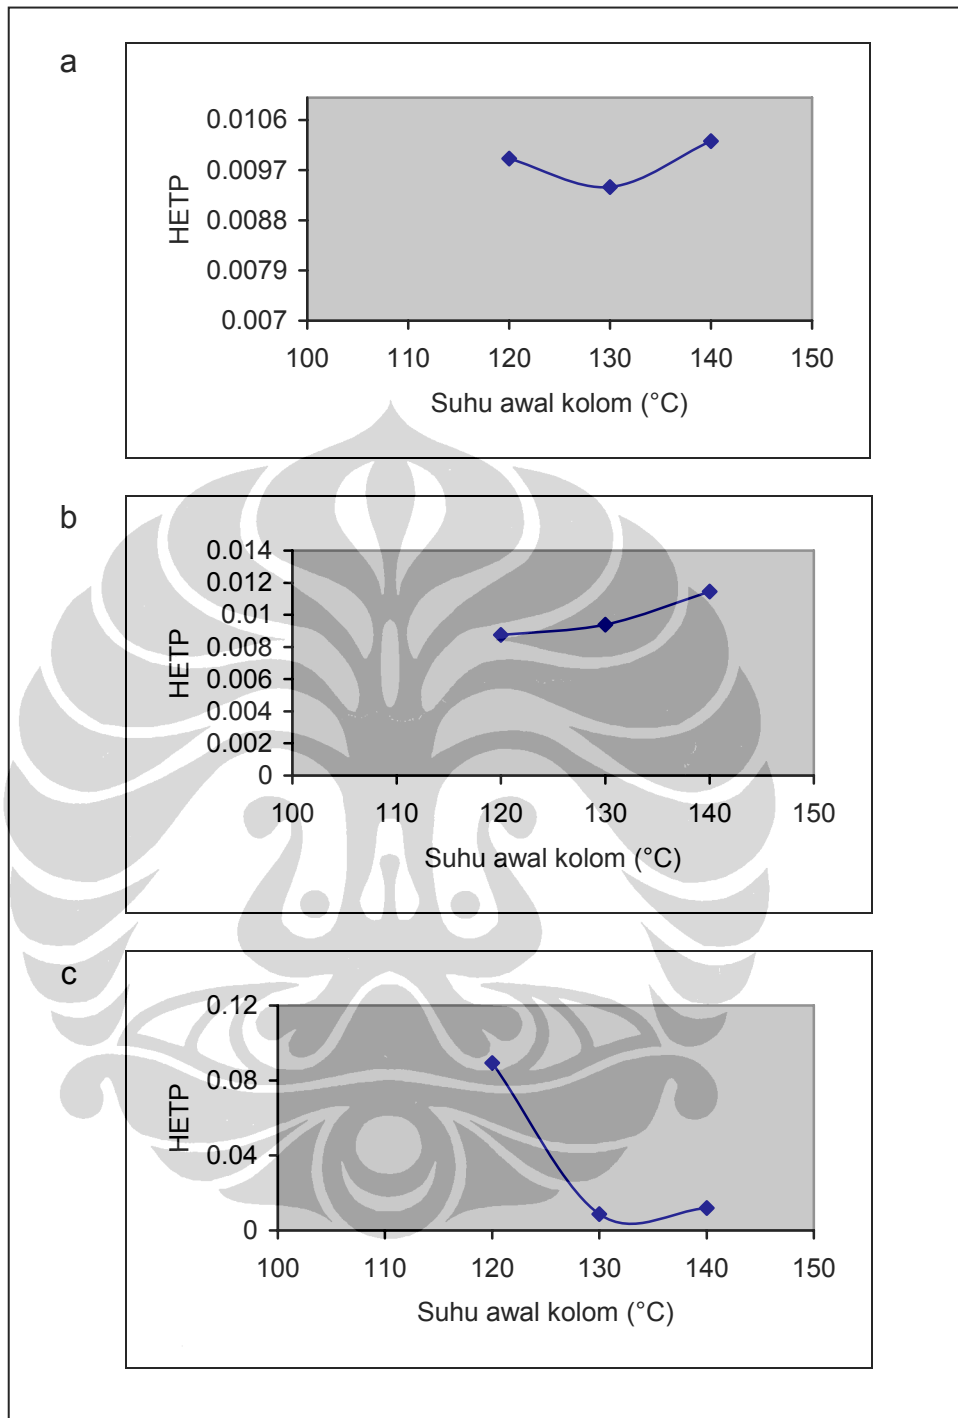 a
0.0106
0.0097
0.0088
0.0079
0.007
HETP
100 110 120 130 140 150
Suhu awal kolom (°C)
b
0.014
0.012
0.01
0.008
0.006
0.004
0.002
0
HETP
100 110 120 130 140 150
Suhu awal kolom (°C)
c
0.12
0.08
0.04
0
HETP
100 110 120 130 140 150
Suhu awal kolom (°C)